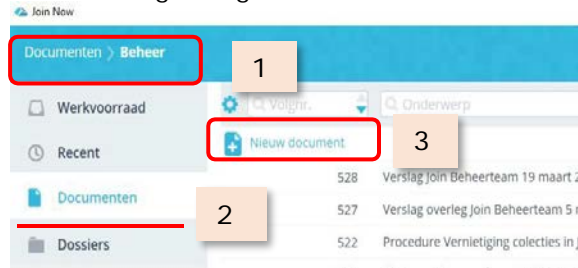 Join Now
Documenten > Beheer
1
Werkvoorraad
Volgnr.
Onderwerp
Recent
Nieuw document
3
528 Verslag Join Beheerteam 19 maart 2
Documenten
2
527 Verslag overleg Join Beheerteam 5
Dossiers
522 Procedure Vernietiging colecties in